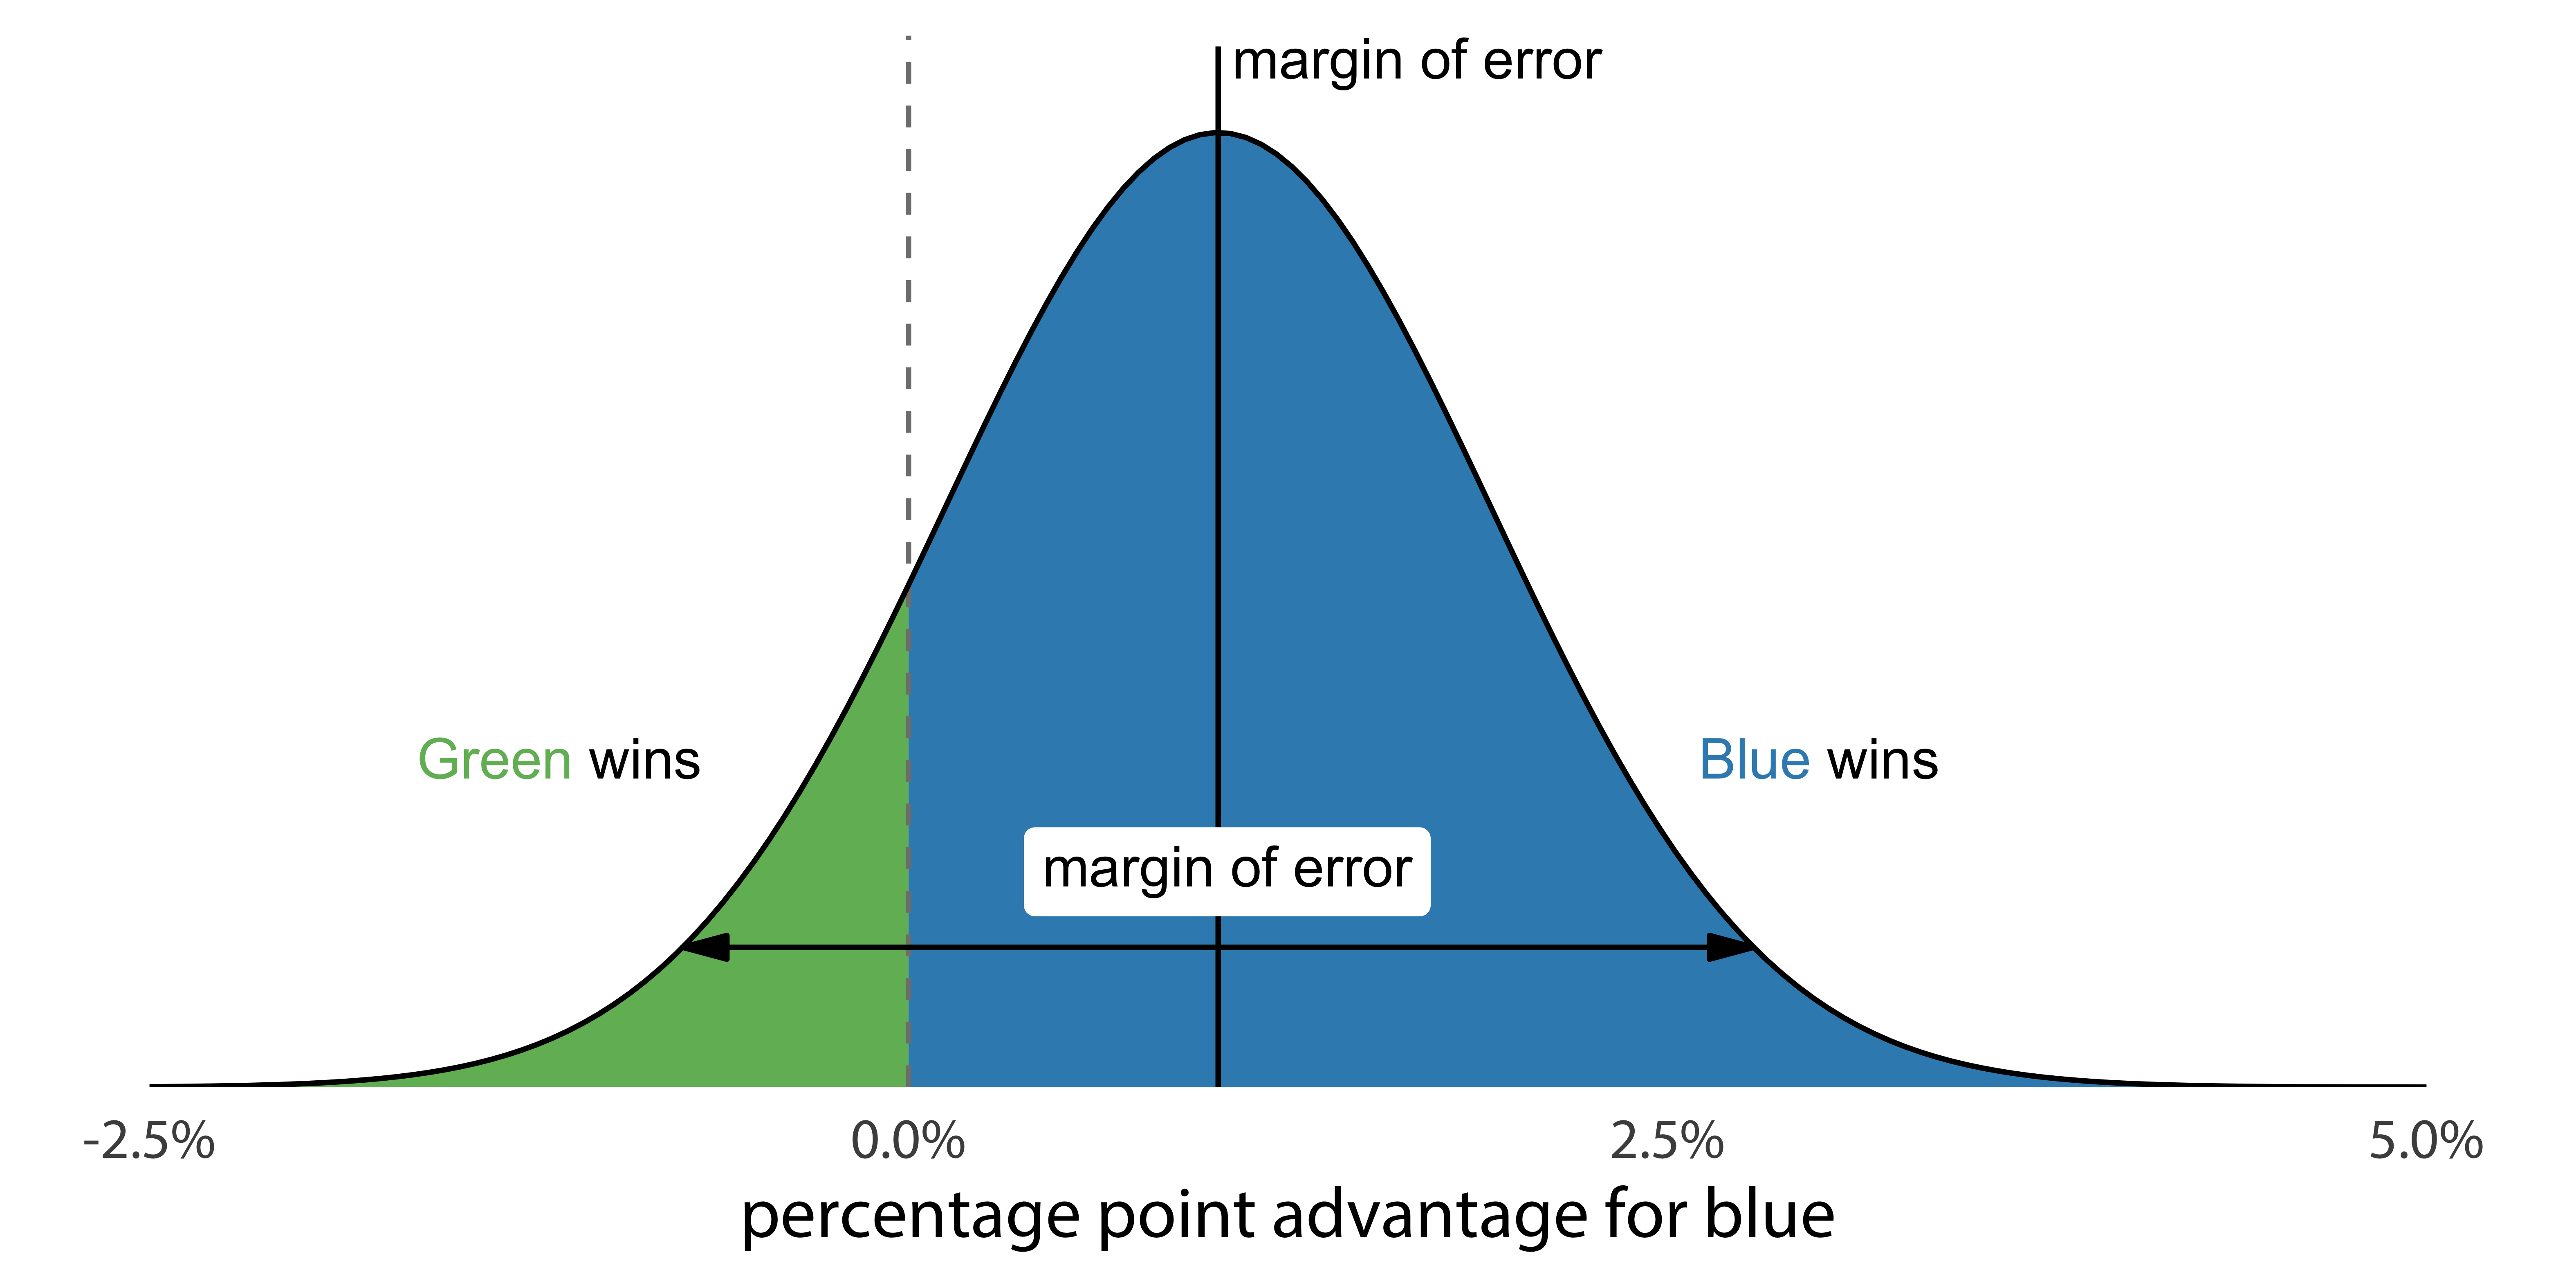 margin of error
Green wins
Blue wins
margin of error
-2.5%
0.0%
2.5%
5.0%
percentage point advantage for blue